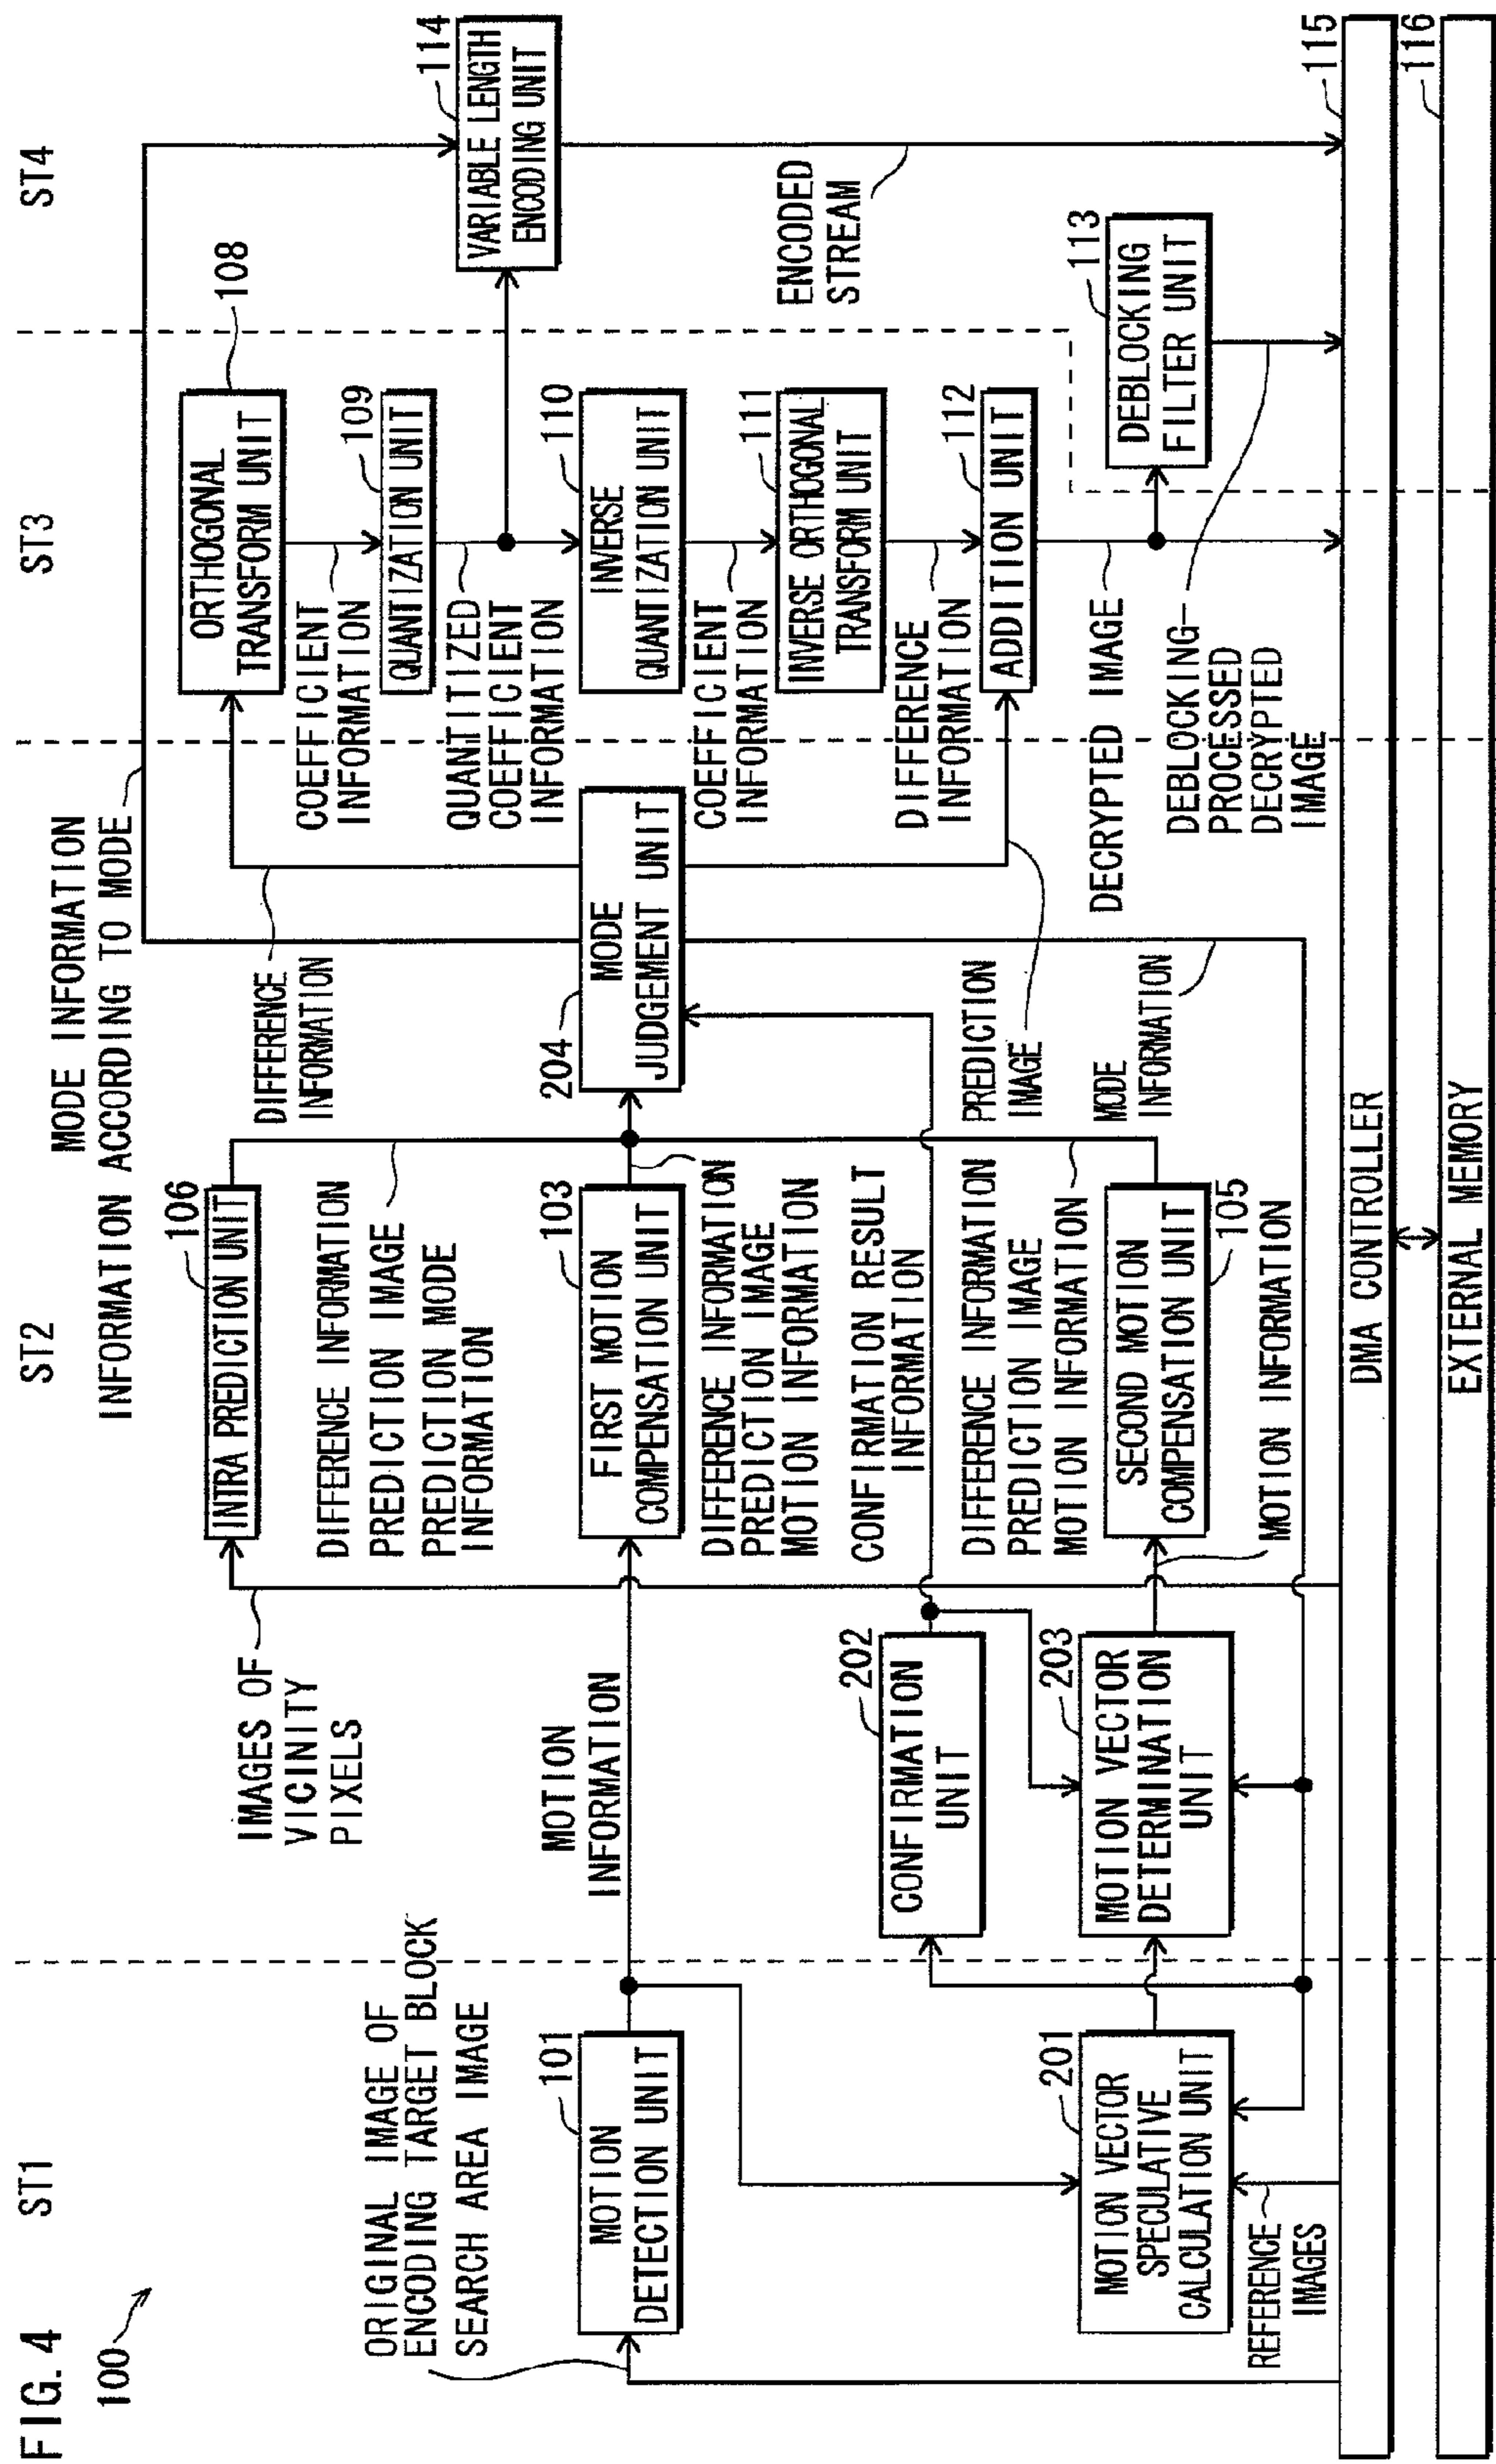 FIG. 4
100
ST1
ST2
ST3
ST4
ORIGINAL IMAGE OF
ENCODING TARGET BLOCK
SEARCH AREA IMAGE
101
MOTION
DETECTION UNIT
201
MOTION VECTOR
SPECULATIVE
CALCULATION UNIT
REFERENCE
IMAGES
IMAGES OF
VICINITY
PIXELS
MOTION
INFORMATION
202
CONFIRMATION
UNIT
203
MOTION VECTOR
DETERMINATION
UNIT
MODE INFORMATION
INFORMATION ACCORDING TO MODE
106
INTRA PREDICTION UNIT
DIFFERENCE INFORMATION
PREDICTION IMAGE
PREDICTION MODE
INFORMATION
103
FIRST MOTION
COMPENSATION UNIT
DIFFERENCE INFORMATION
PREDICTION IMAGE
MOTION INFORMATION
CONFIRMATION RESULT
INFORMATION
DIFFERENCE INFORMATION
PREDICTION IMAGE
MOTION INFORMATION
SECOND MOTION
COMPENSATION UNIT
105
MOTION INFORMATION
DIFFERENCE
INFORMATION
204
MODE
JUDGEMENT UNIT
PREDICTION
IMAGE
MODE
INFORMATION
108
ORTHOGONAL
TRANSFORM UNIT
COEFFICIENT
INFORMATION
109
QUANTIZATION UNIT
QUANTITIZED
COEFFICIENT
INFORMATION
110
INVERSE
QUANTIZATION UNIT
COEFFICIENT
INFORMATION
111
INVERSE ORTHOGONAL
TRANSFORM UNIT
DIFFERENCE
INFORMATION
112
ADDITION UNIT
DECRYPTED IMAGE
DEBLOCKING-
PROCESSED
DECRYPTED
IMAGE
114
VARIABLE LENGTH
ENCODING UNIT
ENCODED
STREAM
113
DEBLOCKING
FILTER UNIT
DMA CONTROLLER
115
EXTERNAL MEMORY
116